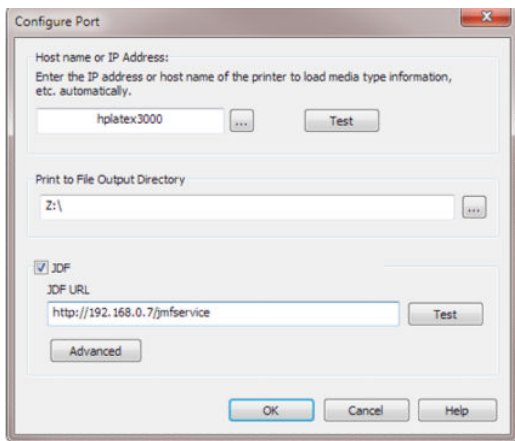 Configure Port
Host name or IP Address:
Enter the IP address or host name of the printer to load media type information,
etc. automatically.
hplatex3000 ... Test
Print to File Output Directory
Z:\ ...
JDF
JDF URL
http://192.168.0.7/jmfservice Test
Advanced
OK Cancel Help